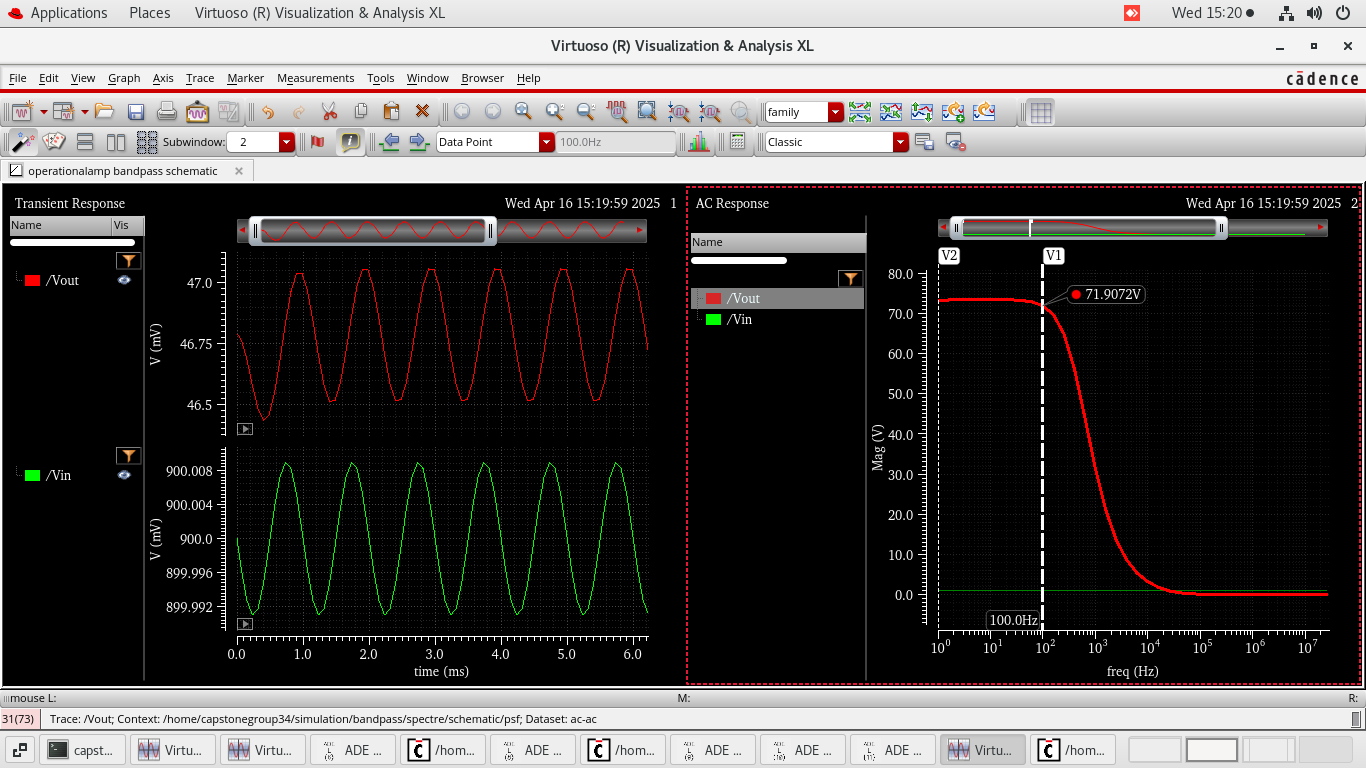 Applications Places Virtuoso (R) Visualization & Analysis XL Wed 15:20
Virtuoso (R) Visualization & Analysis XL
File Edit View Graph Axis Trace Marker Measurements Tools Window Browser Help
cādence
family
Subwindow: 2 Data Point 100.0Hz Classic
operationalamp bandpass schematic
Transient Response Wed Apr 16 15:19:59 2025 1
Name Vis
/Vout
V (mV)
47.0
46.75
46.5
/Vin
V (mV)
900.008
900.004
900.0
899.996
899.992
0.0 1.0 2.0 3.0 4.0 5.0 6.0
time (ms)
AC Response Wed Apr 16 15:19:59 2025 2
Name
/Vout
/Vin
V2 V1
71.9072V
Mag (V)
80.0
70.0
60.0
50.0
40.0
30.0
20.0
10.0
0.0
100.0Hz
10^0 10^1 10^2 10^3 10^4 10^5 10^6 10^7
freq (Hz)
mouse L: M: R:
31(73) Trace: /Vout; Context: /home/capstonegroup34/simulation/bandpass/spectre/schematic/psf; Dataset: ac-ac
capst... Virtu... Virtu... ADE ... /hom... ADE ... /hom... ADE ... ADE ... ADE ... Virtu... /hom...